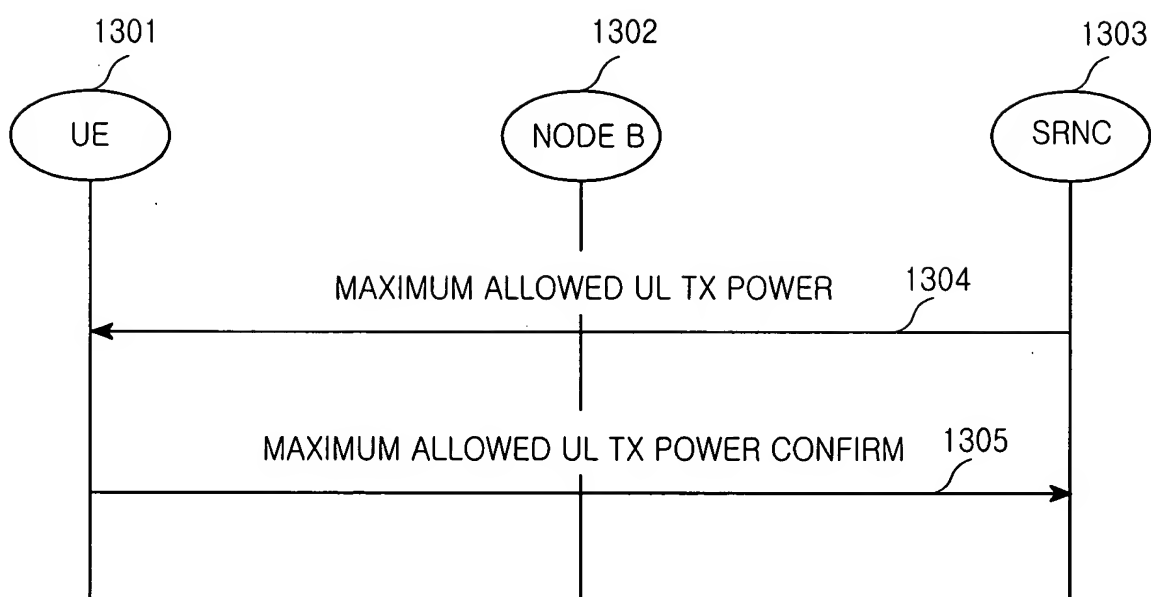 1301
1302
1303
UE
NODE B
SRNC
MAXIMUM ALLOWED UL TX POWER
1304
MAXIMUM ALLOWED UL TX POWER CONFIRM
1305